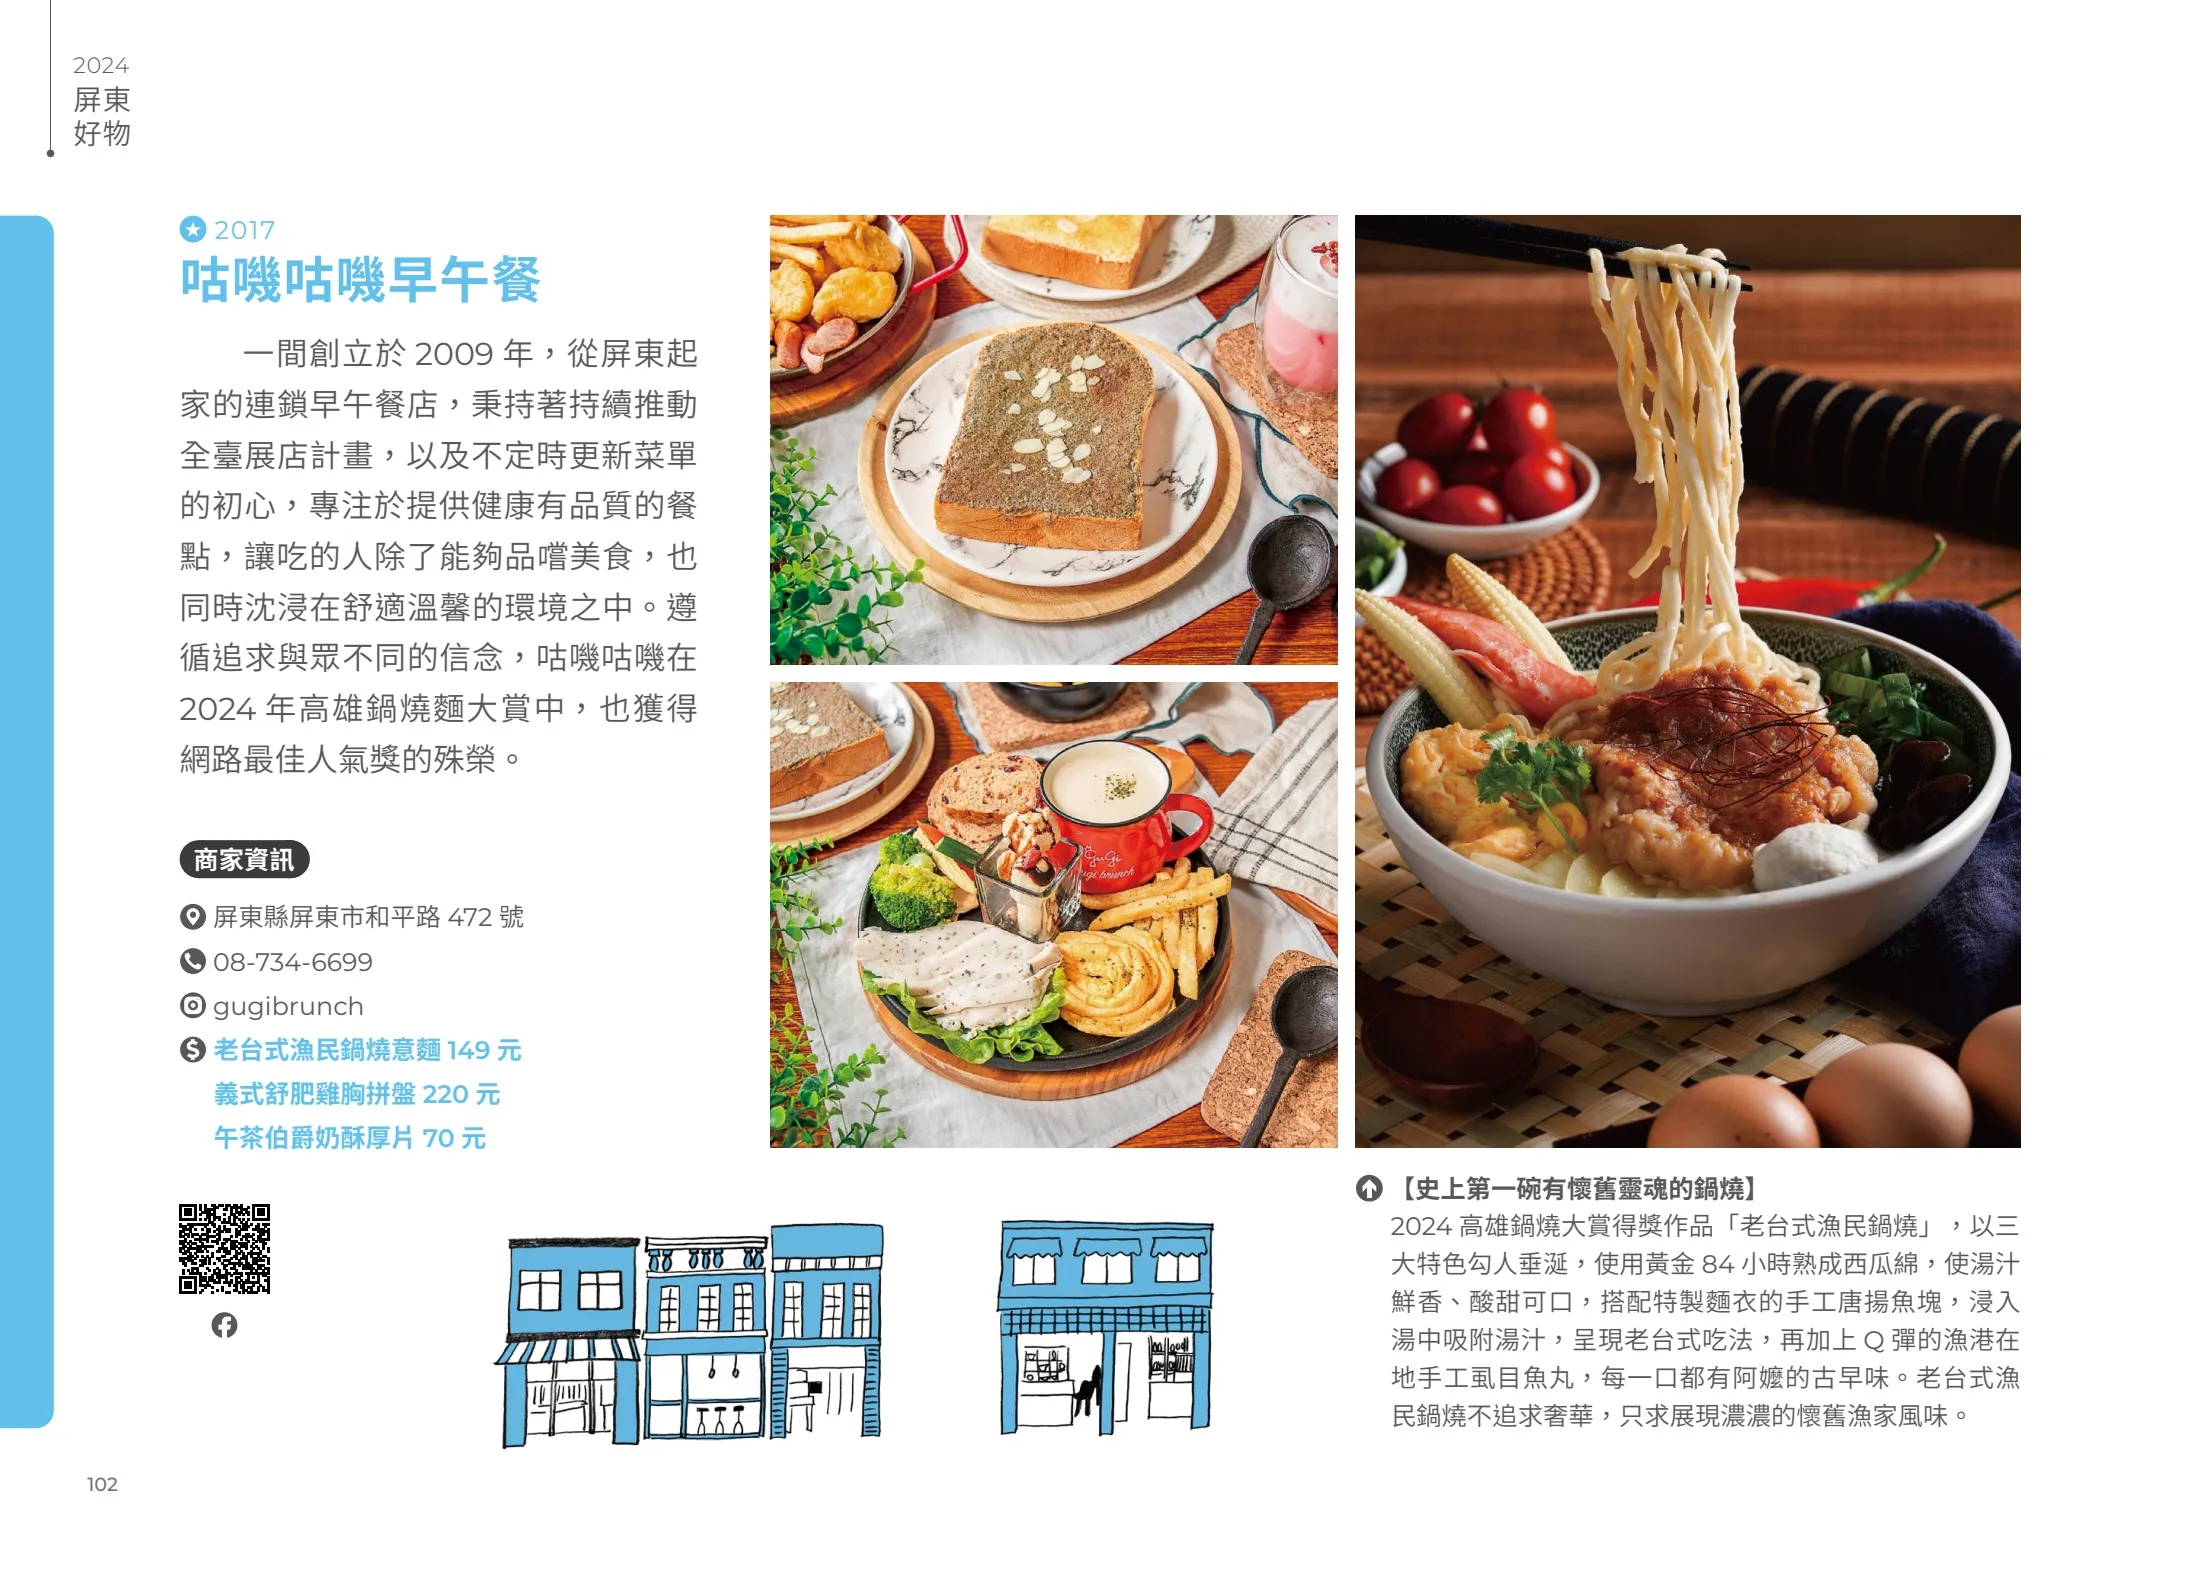 2024
屏東
好物
2017
咕嘰咕嘰早午餐
一間創立於 2009 年，從屏東起
家的連鎖早午餐店，秉持著持續推動
全臺展店計畫，以及不定時更新菜單
的初心，專注於提供健康有品質的餐
點，讓吃的人除了能夠品嚐美食，也
同時沈浸在舒適溫馨的環境之中。遵
循追求與眾不同的信念，咕嘰咕嘰在
2024 年高雄鍋燒麵大賞中，也獲得
網路最佳人氣獎的殊榮。
商家資訊
屏東縣屏東市和平路 472 號
08-734-6699
gugibrunch
老台式漁民鍋燒意麵 149 元
義式舒肥雞胸拼盤 220 元
午茶伯爵奶酥厚片 70 元
GuGi
gugi brunch
【史上第一碗有懷舊靈魂的鍋燒】
2024 高雄鍋燒大賞得獎作品「老台式漁民鍋燒」，以三
大特色勾人垂涎，使用黃金 84 小時熟成西瓜綿，使湯汁
鮮香、酸甜可口，搭配特製麵衣的手工唐揚魚塊，浸入
湯中吸附湯汁，呈現老台式吃法，再加上 Q 彈的漁港在
地手工虱目魚丸，每一口都有阿嬤的古早味。老台式漁
民鍋燒不追求奢華，只求展現濃濃的懷舊漁家風味。
102